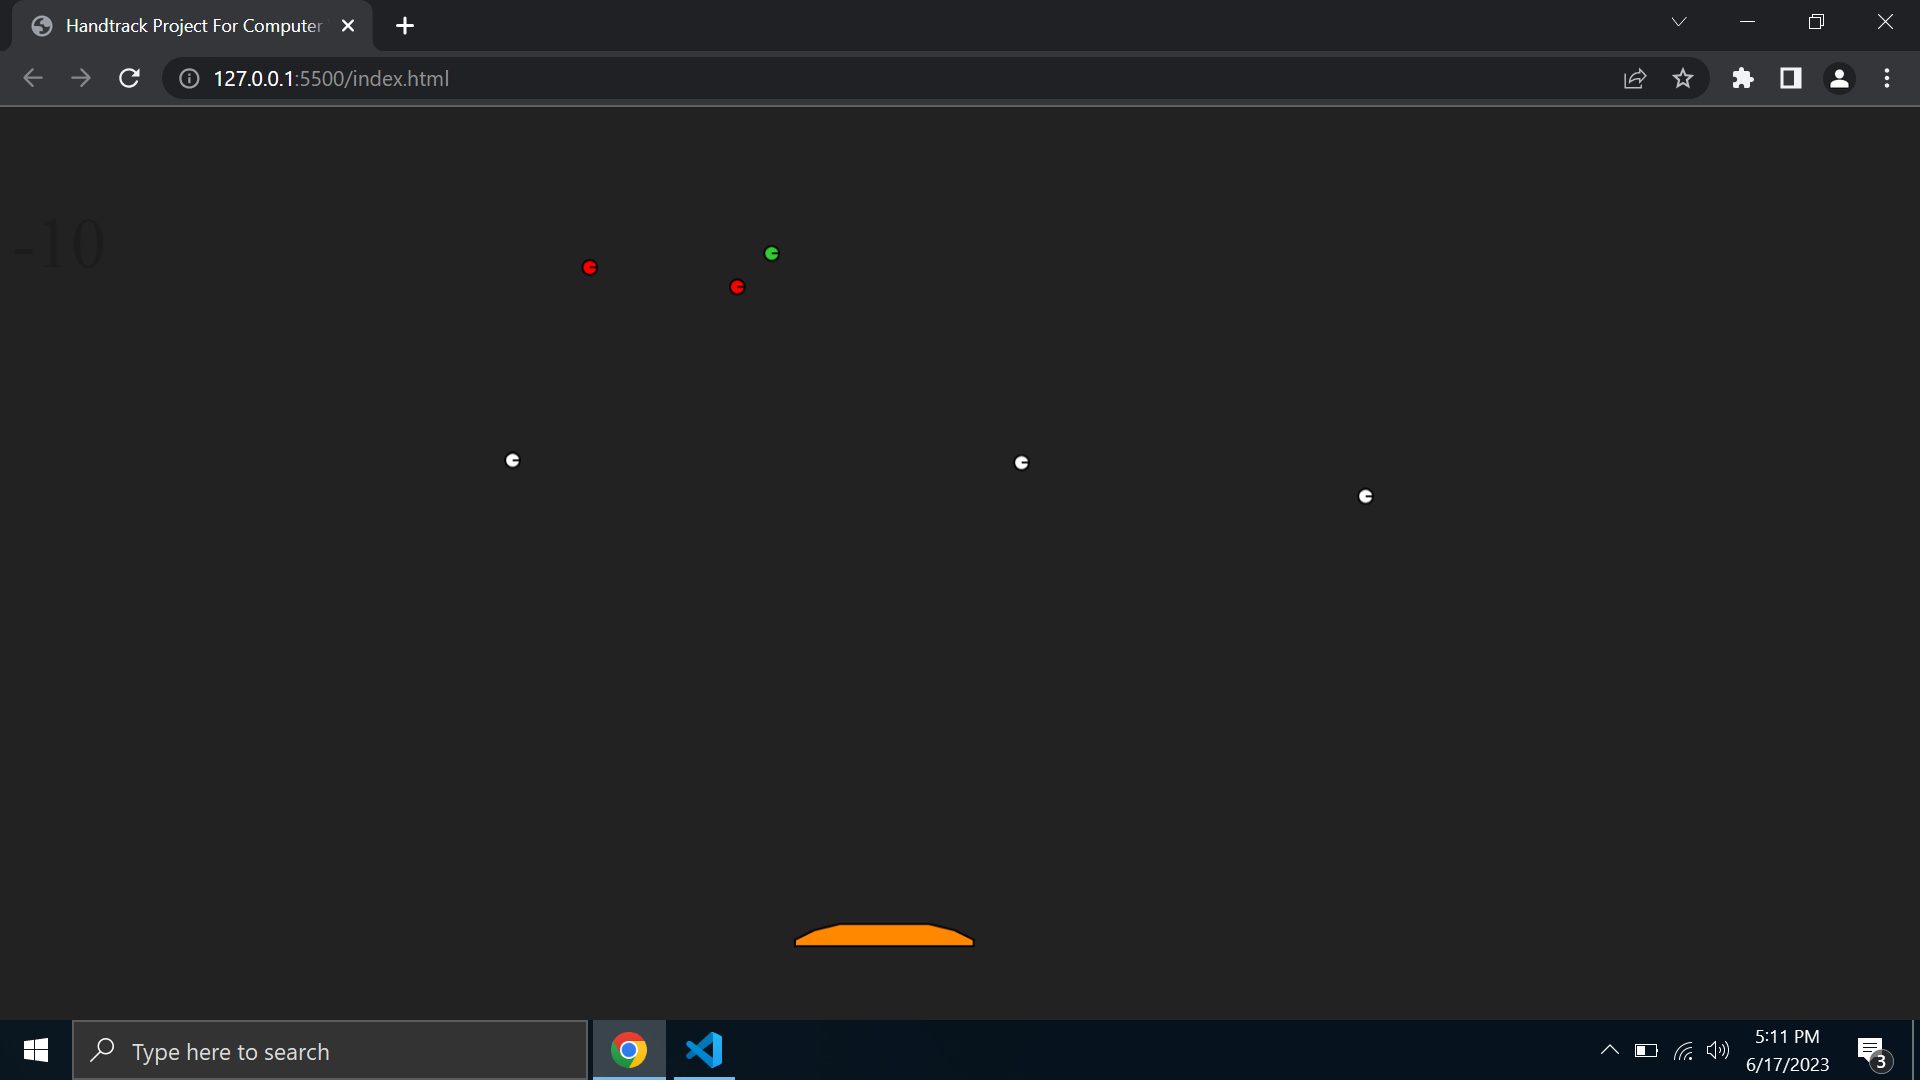 Handtrack Project For Computer
127.0.0.1:5500/index.html
-10
Type here to search
5:11 PM
6/17/2023
3